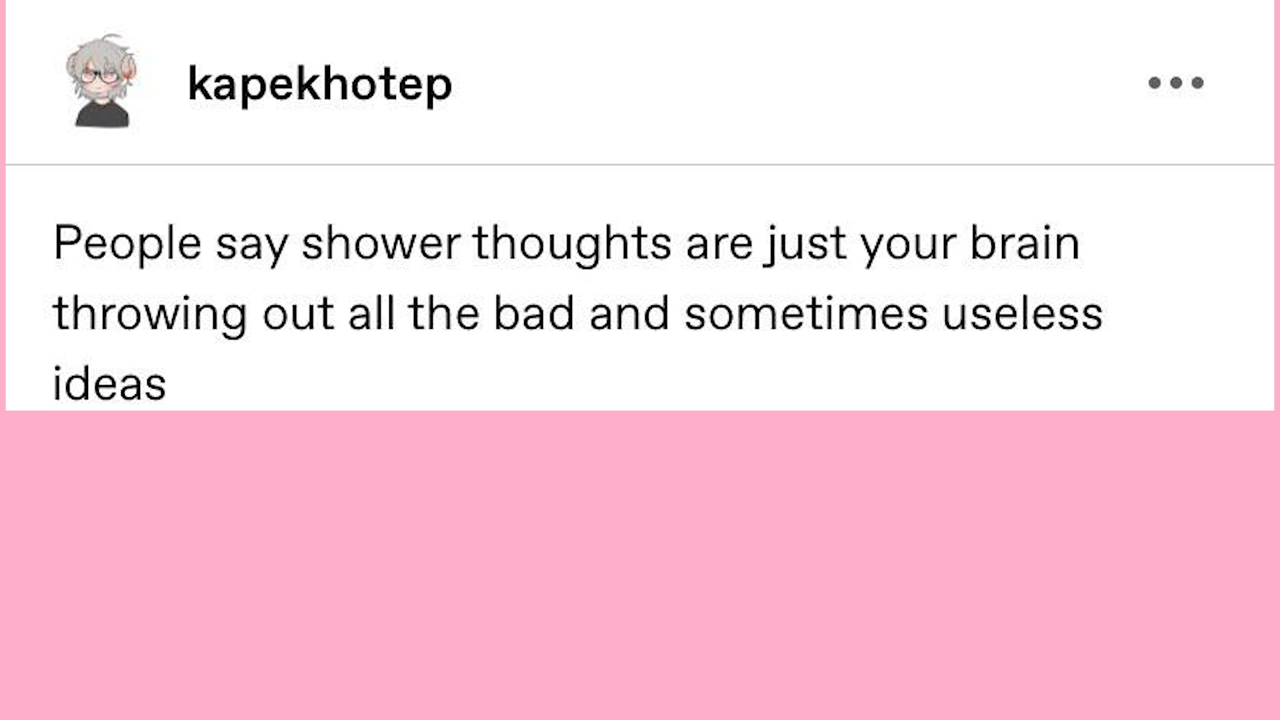 kapekhotep
People say shower thoughts are just your brain
throwing out all the bad and sometimes useless
ideas